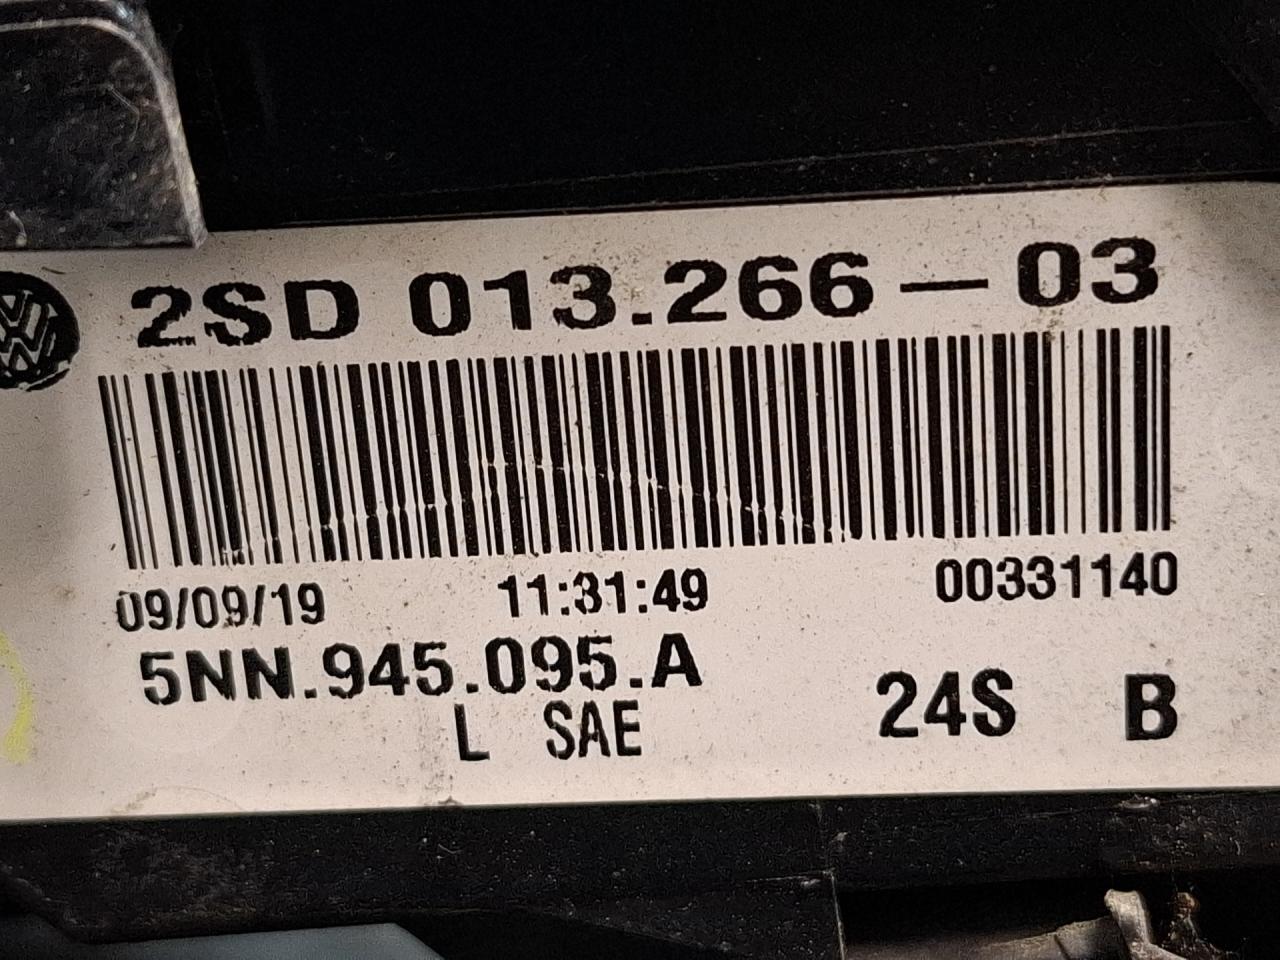 2SD 013.266-03
09/09/19 11:31:49 00331140
5NN.945.095.A
L SAE 24S B